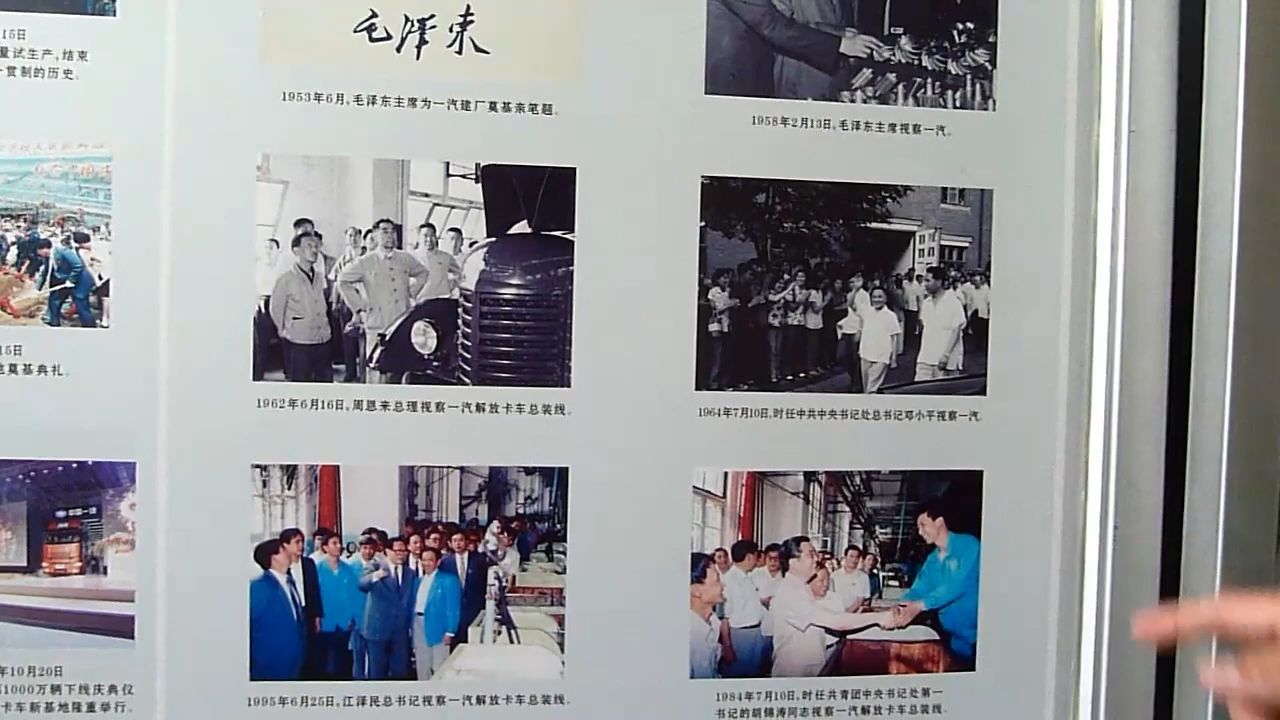 15日
量试生产，结束
一贯制的历史。
15日
地奠基典礼。
中国一汽
年10月20日
1000万辆下线庆典仪
卡车新基地隆重举行。
毛泽东
1953年6月，毛泽东主席为一汽建厂奠基亲笔题。
1958年2月13日，毛泽东主席视察一汽。
1962年6月16日，周恩来总理视察一汽解放卡车总装线。
1964年7月10日，时任中共中央书记处总书记邓小平视察一汽。
1995年6月25日，江泽民总书记视察一汽解放卡车总装线。
1984年7月10日，时任共青团中央书记处第一
书记的胡锦涛同志视察一汽解放卡车总装线。